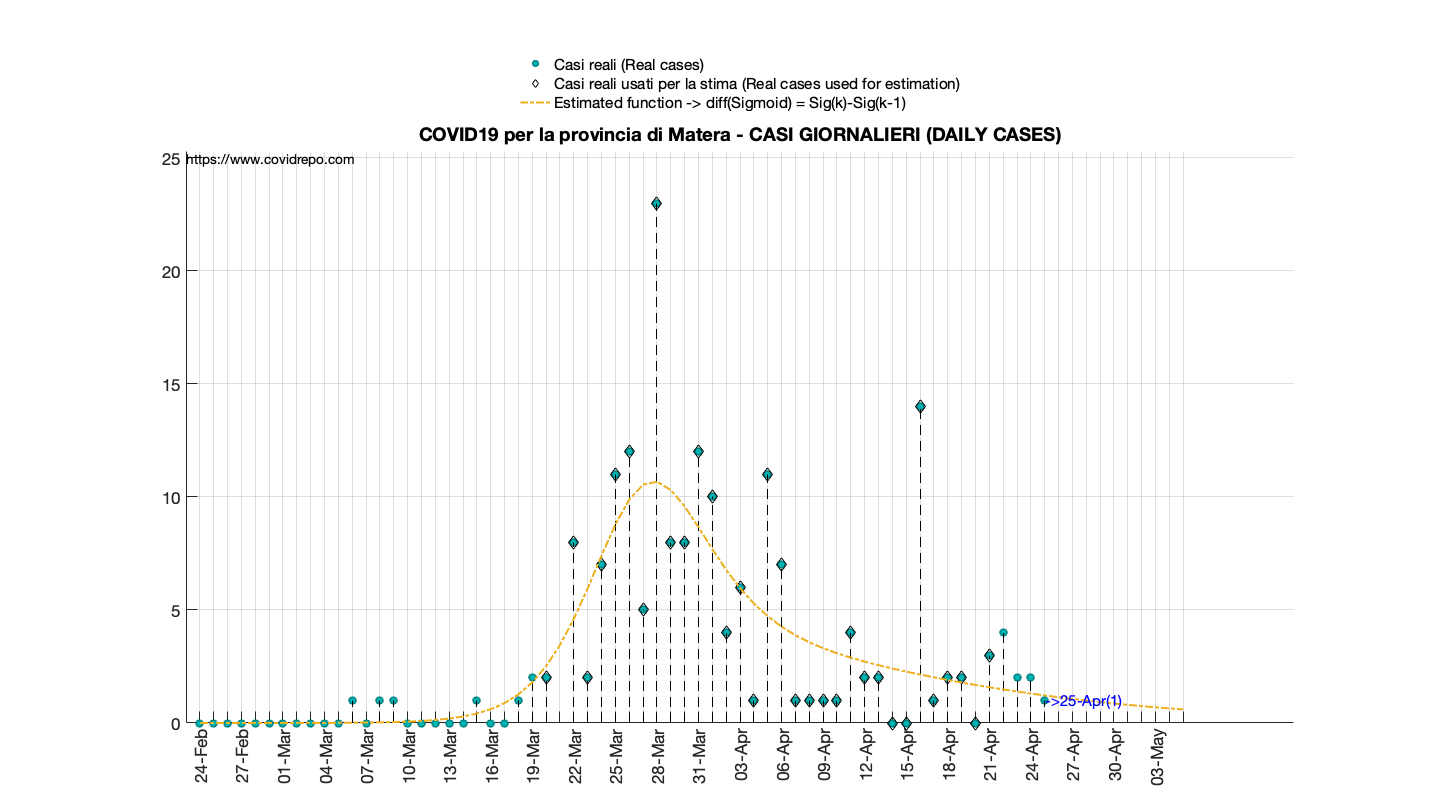 Casi reali (Real cases)
Casi reali usati per la stima (Real cases used for estimation)
Estimated function -> diff(Sigmoid) = Sig(k)-Sig(k-1)
COVID19 per la provincia di Matera - CASI GIORNALIERI (DAILY CASES)
https://www.covidrepo.com
25
20
15
10
5
0
->25-Apr(1)
24-Feb
27-Feb
01-Mar
04-Mar
07-Mar
10-Mar
13-Mar
16-Mar
19-Mar
22-Mar
25-Mar
28-Mar
31-Mar
03-Apr
06-Apr
09-Apr
12-Apr
15-Apr
18-Apr
21-Apr
24-Apr
27-Apr
30-Apr
03-May